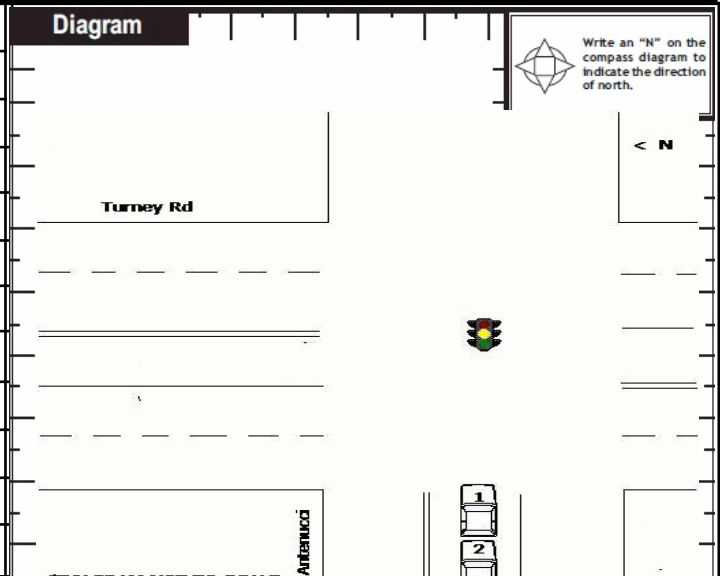 Diagram
Write an “N” on the
compass diagram to
indicate the direction
of north.
< N
Turney Rd
Antenucci
1
2